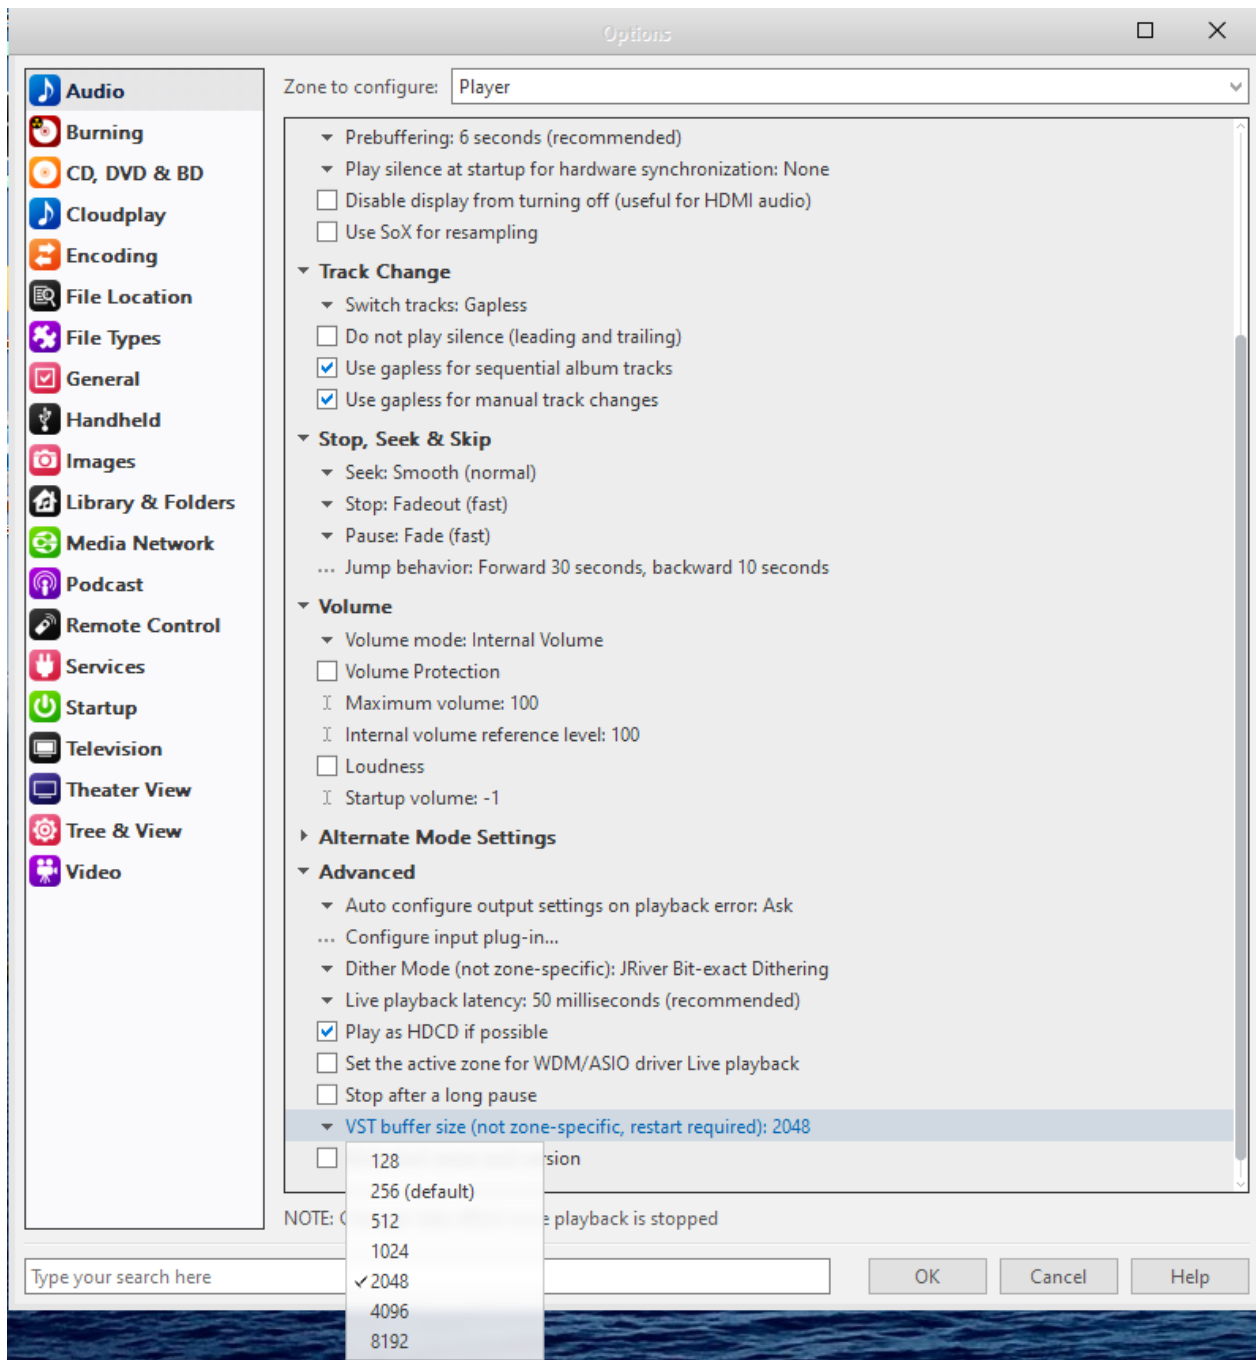 Options
Audio
Burning
CD, DVD & BD
Cloudplay
Encoding
File Location
File Types
General
Handheld
Images
Library & Folders
Media Network
Podcast
Remote Control
Services
Startup
Television
Theater View
Tree & View
Video
Zone to configure: Player
Prebuffering: 6 seconds (recommended)
Play silence at startup for hardware synchronization: None
Disable display from turning off (useful for HDMI audio)
Use SoX for resampling
Track Change
Switch tracks: Gapless
Do not play silence (leading and trailing)
Use gapless for sequential album tracks
Use gapless for manual track changes
Stop, Seek & Skip
Seek: Smooth (normal)
Stop: Fadeout (fast)
Pause: Fade (fast)
... Jump behavior: Forward 30 seconds, backward 10 seconds
Volume
Volume mode: Internal Volume
Volume Protection
Maximum volume: 100
Internal volume reference level: 100
Loudness
Startup volume: -1
Alternate Mode Settings
Advanced
Auto configure output settings on playback error: Ask
... Configure input plug-in...
Dither Mode (not zone-specific): JRiver Bit-exact Dithering
Live playback latency: 50 milliseconds (recommended)
Play as HDCD if possible
Set the active zone for WDM/ASIO driver Live playback
Stop after a long pause
VST buffer size (not zone-specific, restart required): 2048
128
256 (default)
512
1024
2048
4096
8192
NOTE: playback is stopped
Type your search here
OK
Cancel
Help